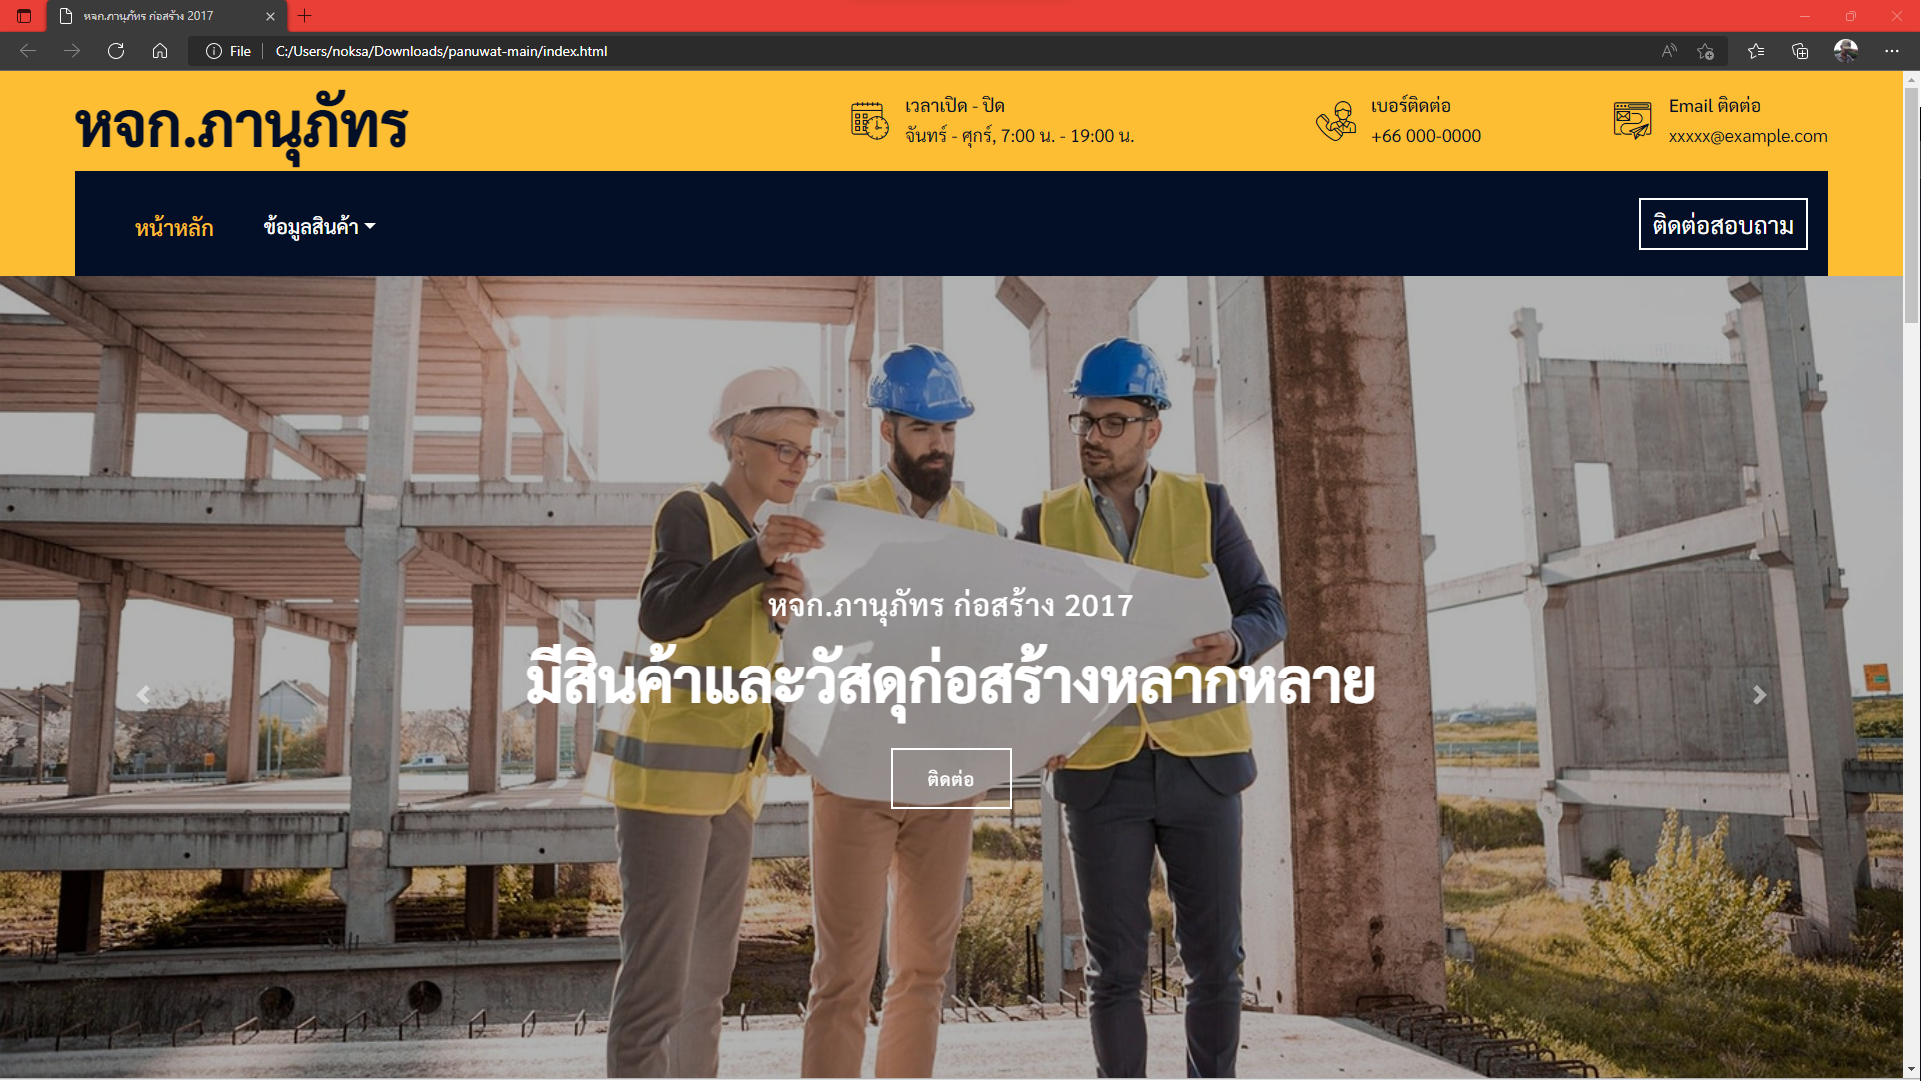 หจก.ภานุภัทร ก่อสร้าง 2017
File
C:/Users/noksa/Downloads/panuwat-main/index.html
หจก.ภานุภัทร
เวลาเปิด - ปิด
จันทร์ - ศุกร์, 7:00 น. - 19:00 น.
เบอร์ติดต่อ
+66 000-0000
Email ติดต่อ
xxxxx@example.com
หน้าหลัก
ข้อมูลสินค้า
ติดต่อสอบถาม
หจก.ภานุภัทร ก่อสร้าง 2017
มีสินค้าและวัสดุก่อสร้างหลากหลาย
ติดต่อ